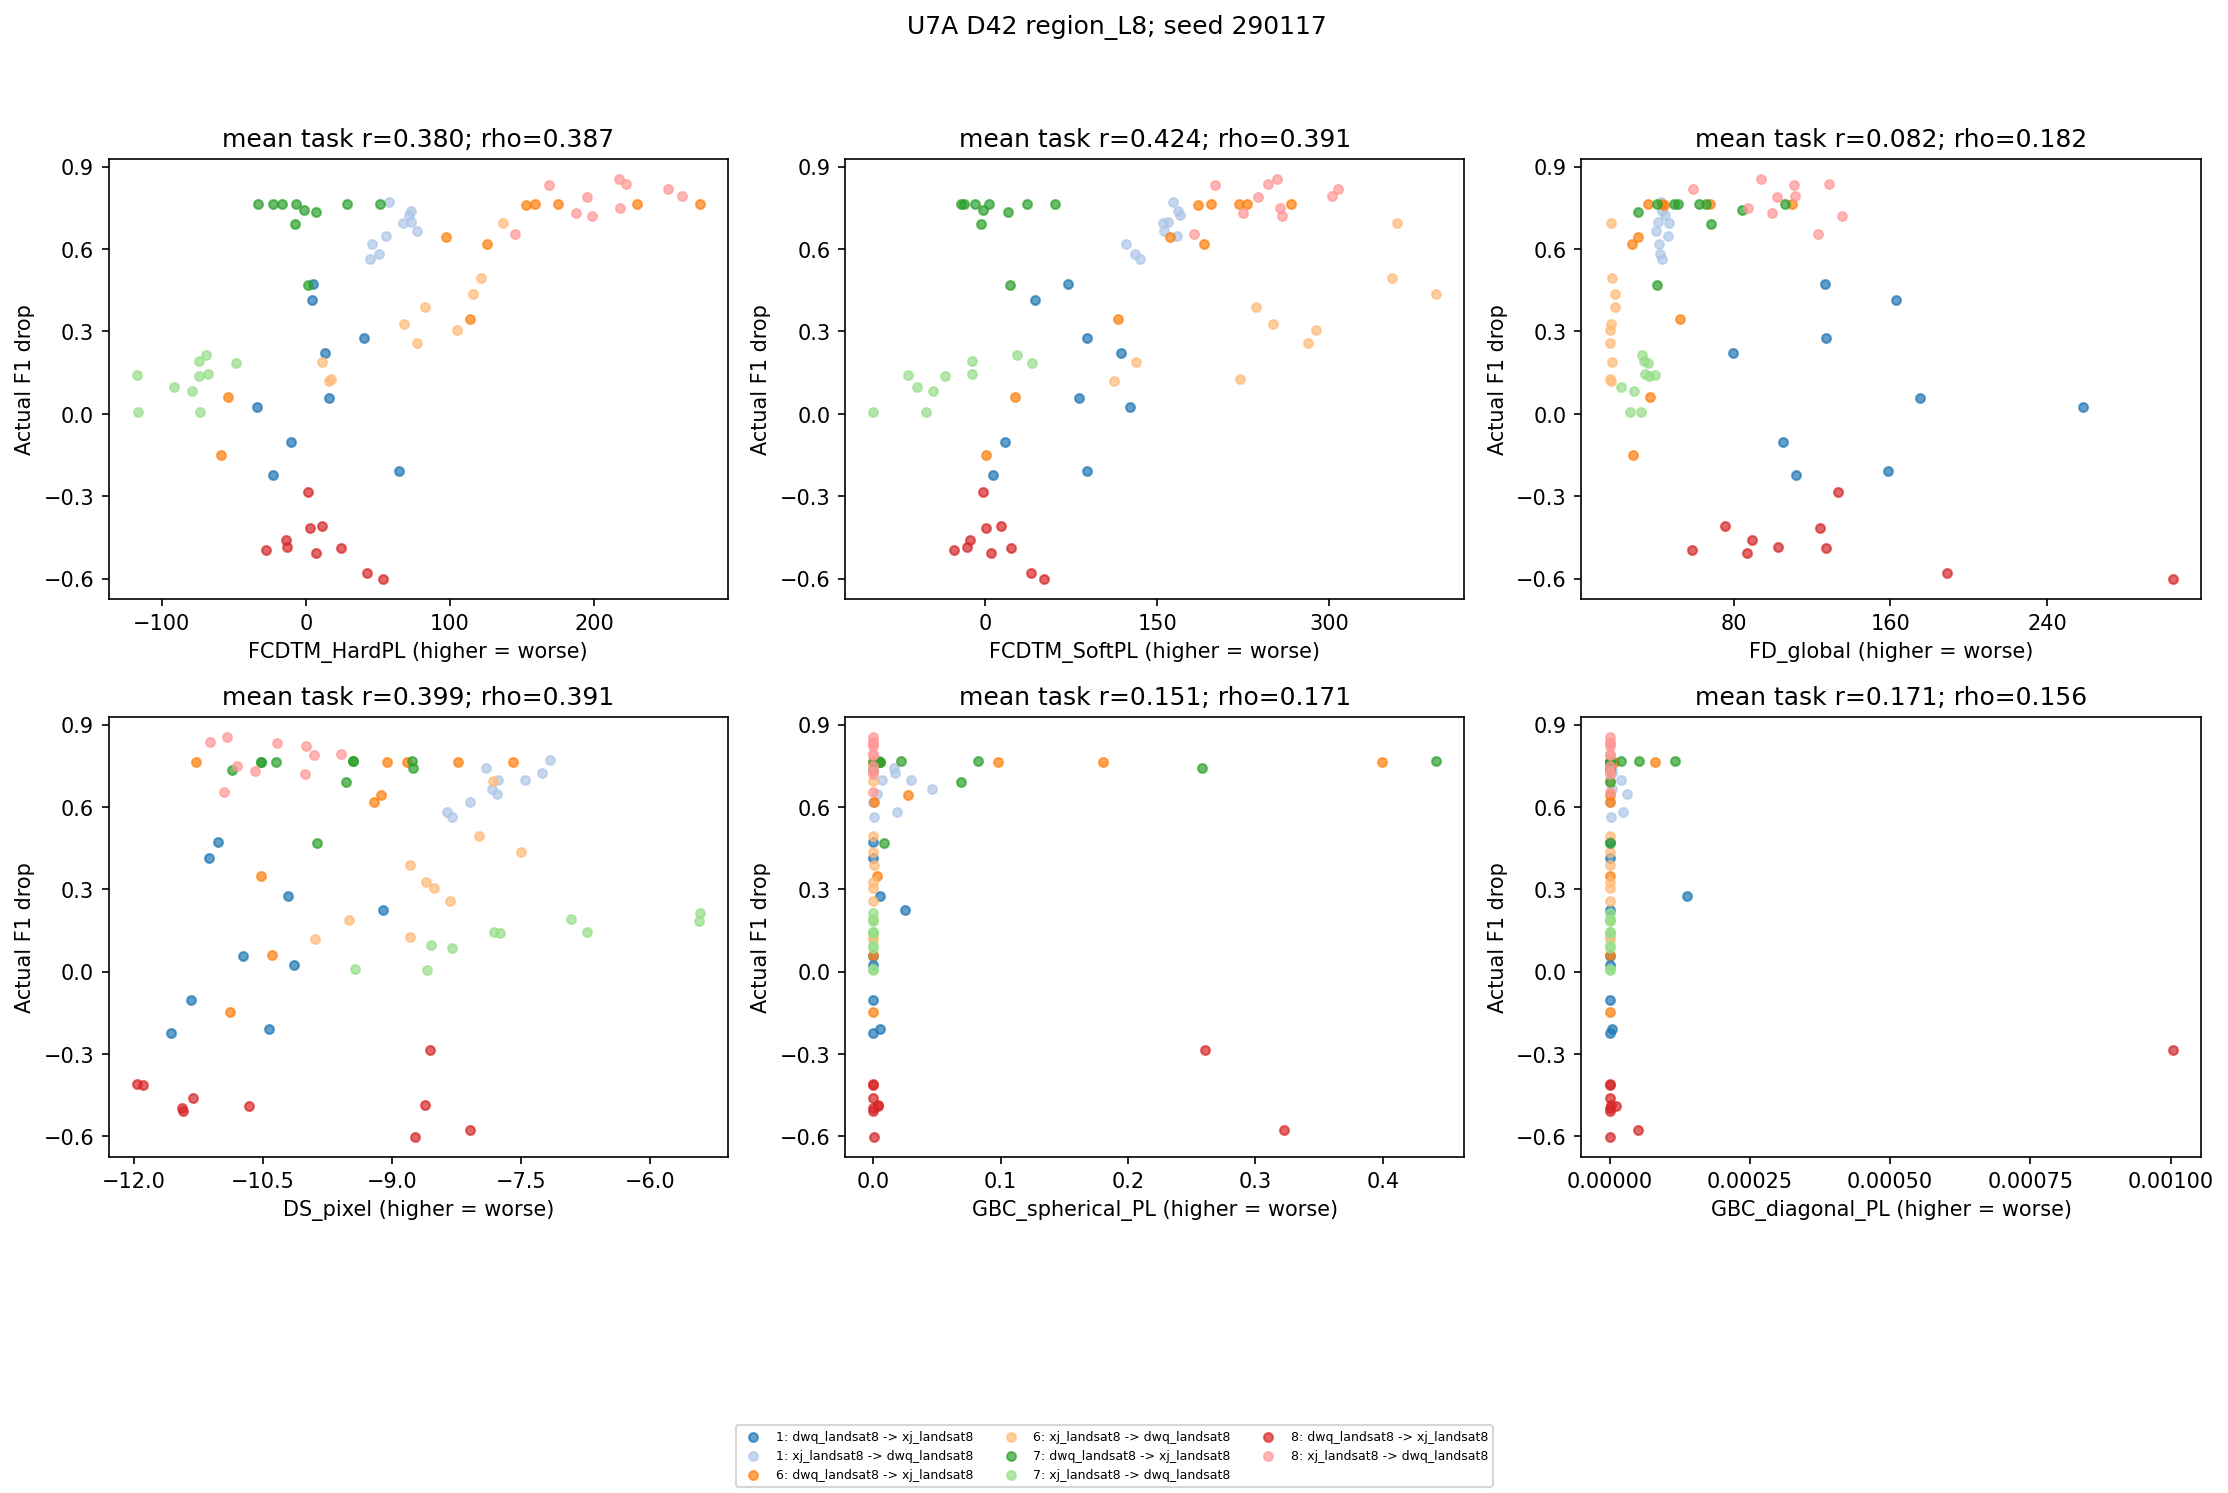 U7A D42 region_L8; seed 290117
mean task r=0.380; rho=0.387
mean task r=0.424; rho=0.391
mean task r=0.082; rho=0.182
Actual F1 drop
0.9
0.6
0.3
0.0
−0.3
−0.6
−100 0 100 200
FCDTM_HardPL (higher = worse)
Actual F1 drop
0.9
0.6
0.3
0.0
−0.3
−0.6
0 150 300
FCDTM_SoftPL (higher = worse)
Actual F1 drop
0.9
0.6
0.3
0.0
−0.3
−0.6
80 160 240
FD_global (higher = worse)
mean task r=0.399; rho=0.391
mean task r=0.151; rho=0.171
mean task r=0.171; rho=0.156
Actual F1 drop
0.9
0.6
0.3
0.0
−0.3
−0.6
−12.0 −10.5 −9.0 −7.5 −6.0
DS_pixel (higher = worse)
Actual F1 drop
0.9
0.6
0.3
0.0
−0.3
−0.6
0.0 0.1 0.2 0.3 0.4
GBC_spherical_PL (higher = worse)
Actual F1 drop
0.9
0.6
0.3
0.0
−0.3
−0.6
0.00000 0.00025 0.00050 0.00075 0.00100
GBC_diagonal_PL (higher = worse)
1: dwq_landsat8 -> xj_landsat8
1: xj_landsat8 -> dwq_landsat8
6: dwq_landsat8 -> xj_landsat8
6: xj_landsat8 -> dwq_landsat8
7: dwq_landsat8 -> xj_landsat8
7: xj_landsat8 -> dwq_landsat8
8: dwq_landsat8 -> xj_landsat8
8: xj_landsat8 -> dwq_landsat8